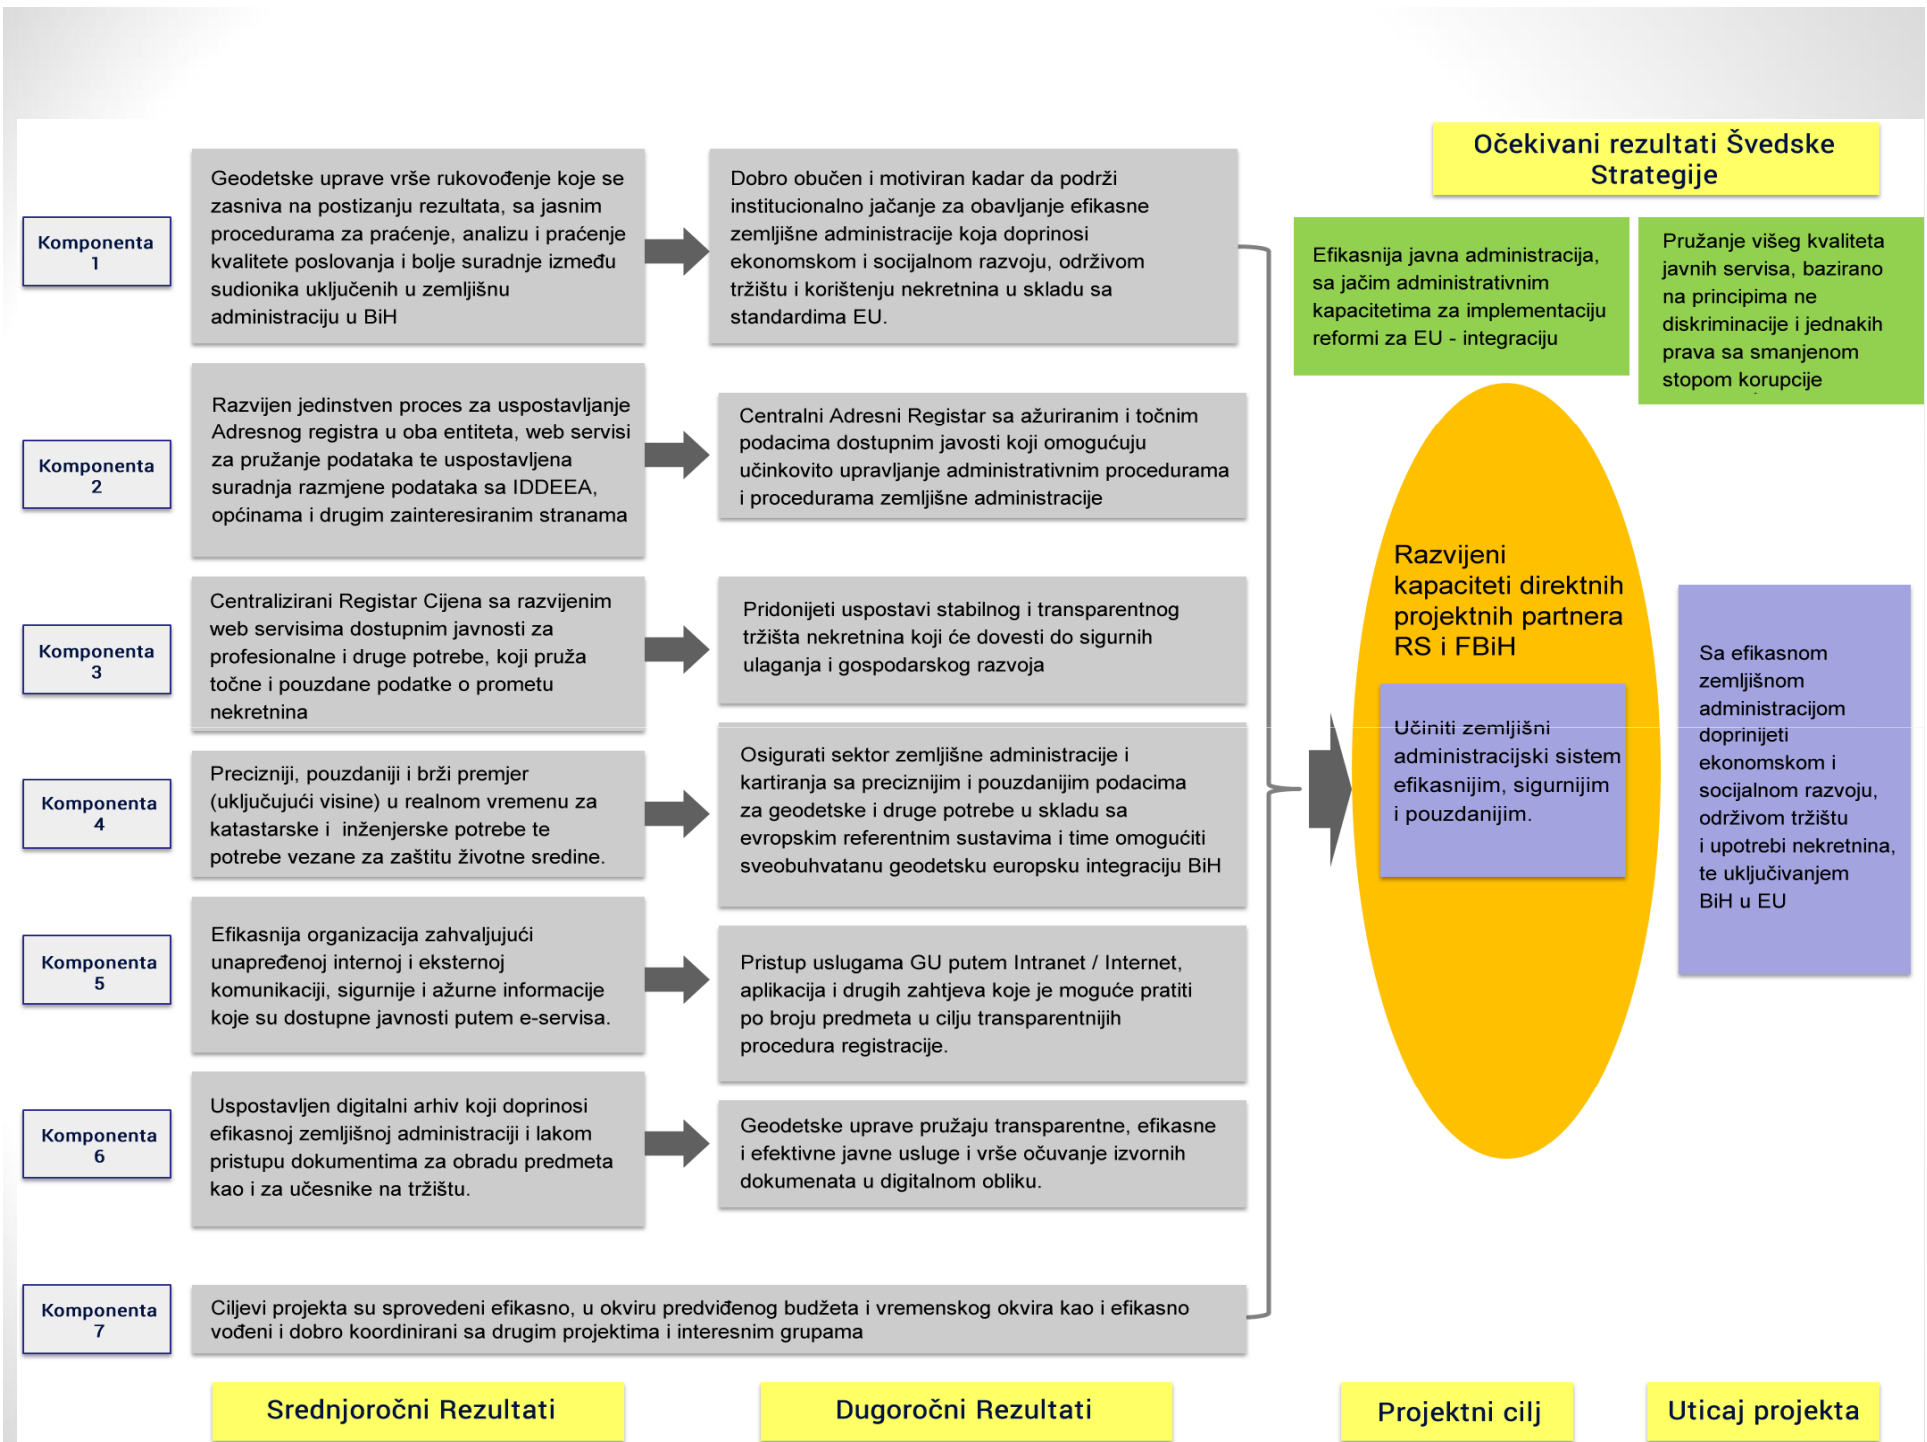 Očekivani rezultati Švedske
Strategije
Komponenta
1
Geodetske uprave vrše rukovođenje koje se
zasniva na postizanju rezultata, sa jasnim
procedurama za praćenje, analizu i praćenje
kvalitete poslovanja i bolje suradnje između
sudionika uključenih u zemljišnu
administraciju u BiH
Dobro obučen i motiviran kadar da podrži
institucionalno jačanje za obavljanje efikasne
zemljišne administracije koja doprinosi
ekonomskom i socijalnom razvoju, održivom
tržištu i korištenju nekretnina u skladu sa
standardima EU.
Efikasnija javna administracija,
sa jačim administrativnim
kapacitetima za implementaciju
reformi za EU - integraciju
Pružanje višeg kvaliteta
javnih servisa, bazirano
na principima ne
diskriminacije i jednakih
prava sa smanjenom
stopom korupcije
Komponenta
2
Razvijen jedinstven proces za uspostavljanje
Adresnog registra u oba entiteta, web servisi
za pružanje podataka te uspostavljena
suradnja razmjene podataka sa IDDEEA,
općinama i drugim zainteresiranim stranama
Centralni Adresni Registar sa ažuriranim i točnim
podacima dostupnim javosti koji omogućuju
učinkovito upravljanje administrativnim procedurama
i procedurama zemljišne administracije
Komponenta
3
Centralizirani Registar Cijena sa razvijenim
web servisima dostupnim javnosti za
profesionalne i druge potrebe, koji pruža
točne i pouzdane podatke o prometu
nekretnina
Pridonijeti uspostavi stabilnog i transparentnog
tržišta nekretnina koji će dovesti do sigurnih
ulaganja i gospodarskog razvoja
Komponenta
4
Precizniji, pouzdaniji i brži premjer
(uključujući visine) u realnom vremenu za
katastarske i inženjerske potrebe te
potrebe vezane za zaštitu životne sredine.
Osigurati sektor zemljišne administracije i
kartiranja sa preciznijim i pouzdanijim podacima
za geodetske i druge potrebe u skladu sa
evropskim referentnim sustavima i time omogućiti
sveobuhvatanu geodetsku europsku integraciju BiH
Komponenta
5
Efikasnija organizacija zahvaljujući
unapređenoj internoj i eksternoj
komunikaciji, sigurnije i ažurne informacije
koje su dostupne javnosti putem e-servisa.
Pristup uslugama GU putem Intranet / Internet,
aplikacija i drugih zahtjeva koje je moguće pratiti
po broju predmeta u cilju transparentnijih
procedura registracije.
Komponenta
6
Uspostavljen digitalni arhiv koji doprinosi
efikasnoj zemljišnoj administraciji i lakom
pristupu dokumentima za obradu predmeta
kao i za učesnike na tržištu.
Geodetske uprave pružaju transparentne, efikasne
i efektivne javne usluge i vrše očuvanje izvornih
dokumenata u digitalnom obliku.
Komponenta
7
Ciljevi projekta su sprovedeni efikasno, u okviru predviđenog budžeta i vremenskog okvira kao i efikasno
vođeni i dobro koordinirani sa drugim projektima i interesnim grupama
Razvijeni
kapaciteti direktnih
projektnih partnera
RS i FBiH
Učiniti zemljišni
administracijski sistem
efikasnijim, sigurnijim
i pouzdanijim.
Sa efikasnom
zemljišnom
administracijom
doprinijeti
ekonomskom i
socijalnom razvoju,
održivom tržištu
i upotrebi nekretnina,
te uključivanjem
BiH u EU
Srednjoročni Rezultati
Dugoročni Rezultati
Projektni cilj
Uticaj projekta